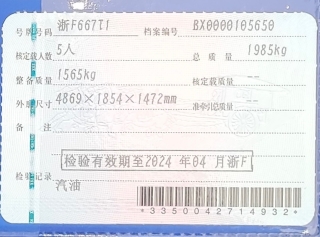 号牌号码 浙F667T1 档案编号 BX0000105650
核定载人数 5人 总质量 1985kg
整备质量 1565kg 核定载质量 --
外廓尺寸 4869×1854×1472mm 准牵引总质量 --
备注
检验有效期至2024年04月浙F
检验记录
汽油
*3350042714932*